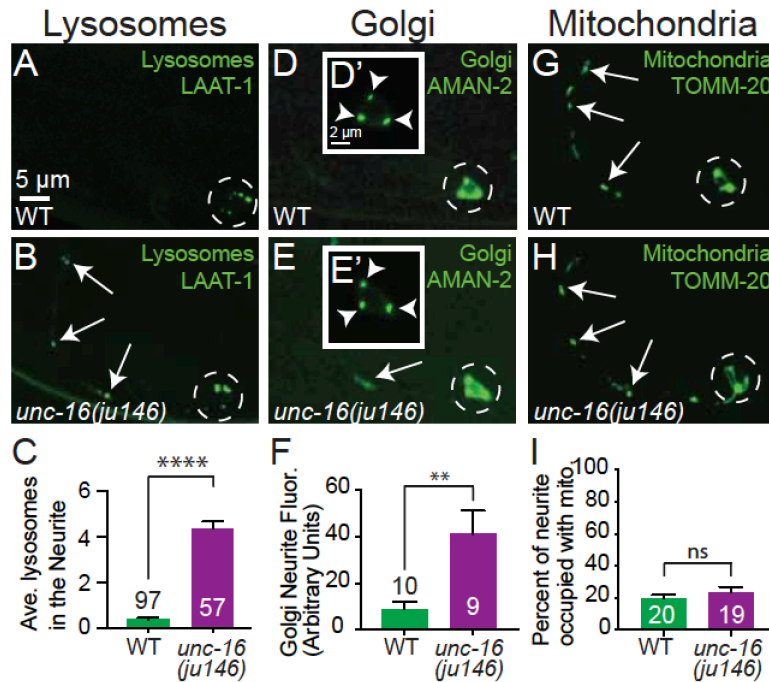 Lysosomes
Golgi
Mitochondria
A
Lysosomes
LAAT-1
5 μm
WT
D
D'
Golgi
AMAN-2
2 μm
WT
G
Mitochondria
TOMM-20
WT
B
Lysosomes
LAAT-1
unc-16(ju146)
E
E'
Golgi
AMAN-2
unc-16(ju146)
H
Mitochondria
TOMM-20
unc-16(ju146)
C
Ave. lysosomes
in the Neurite
6
4
2
0
****
97
57
WT
unc-16
(ju146)
F
Golgi Neurite Fluor.
(Arbitrary Units)
60
40
20
0
**
10
9
WT
unc-16
(ju146)
I
Percent of neurite
occupied with mito.
100
80
60
40
20
0
ns
20
19
WT
unc-16
(ju146)